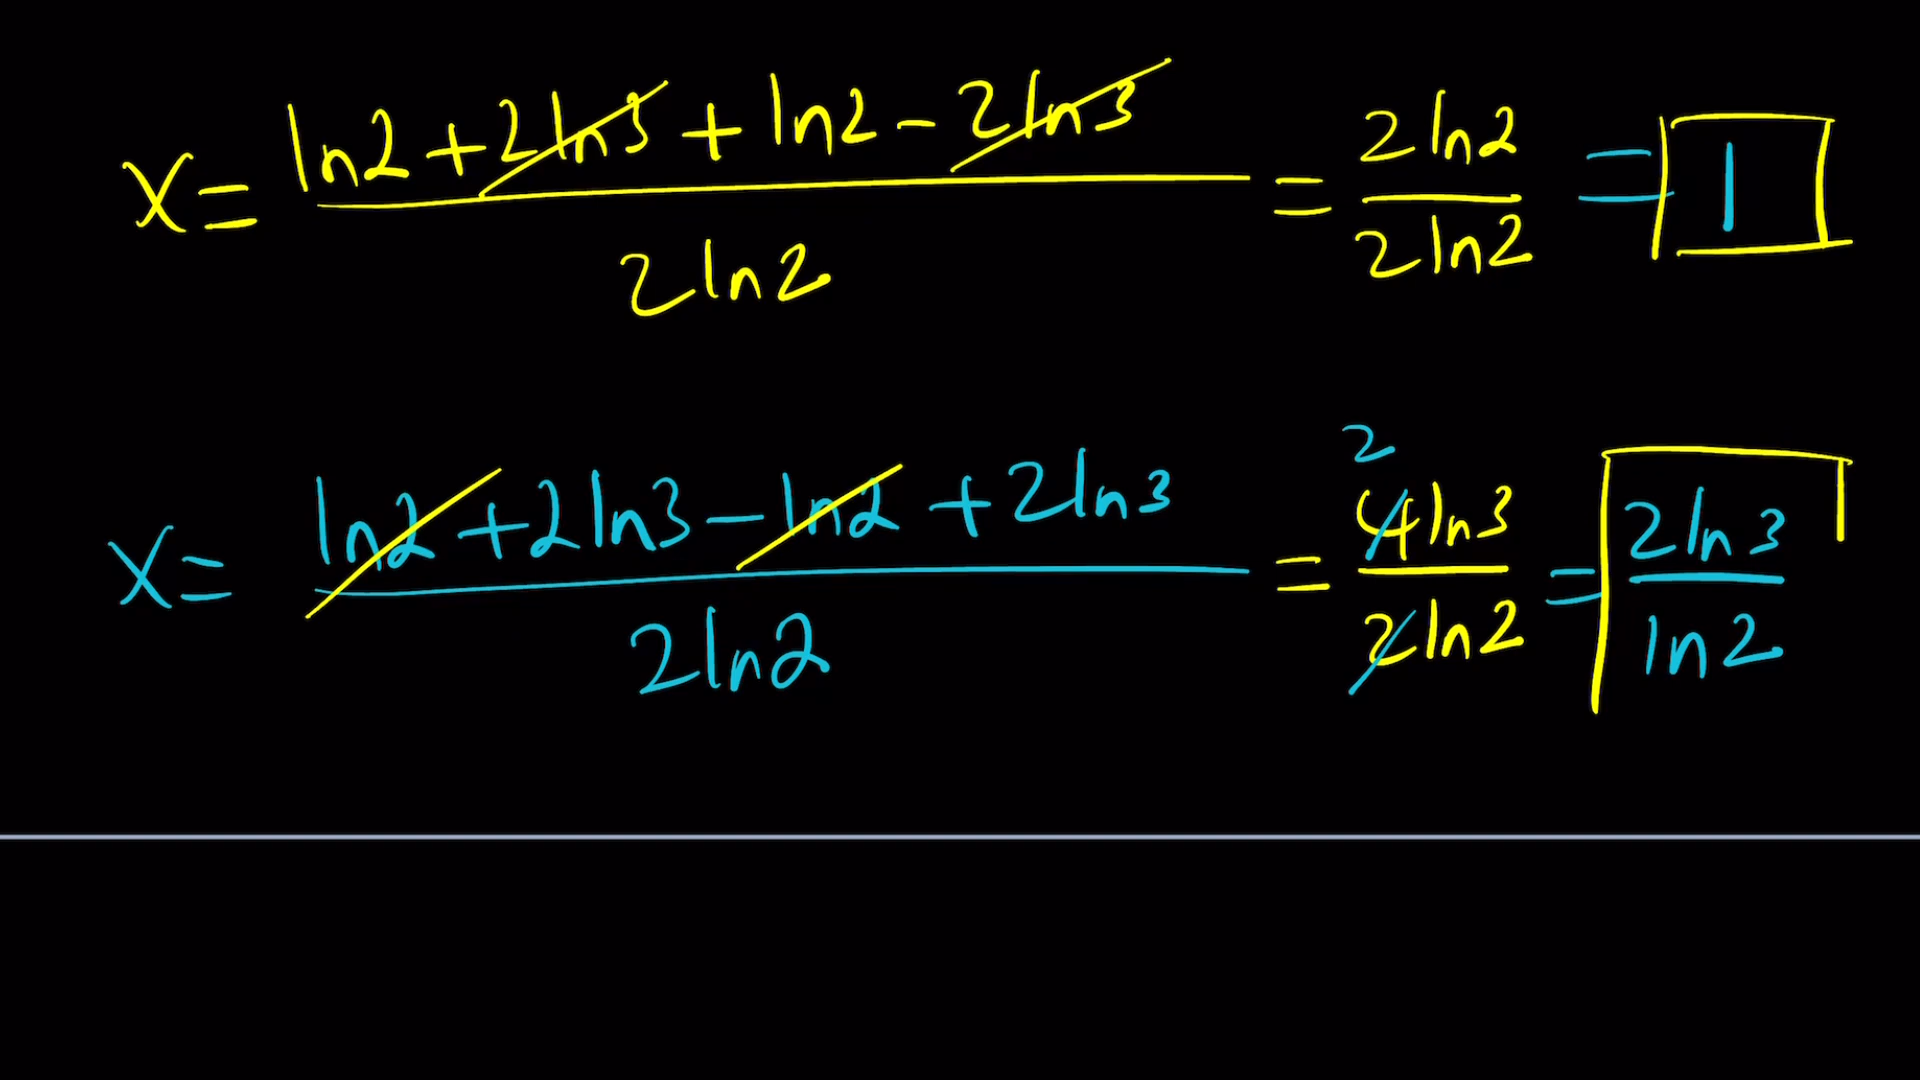 x = (ln2 + 2ln3 + ln2 - 2ln3) / (2ln2) = (2ln2) / (2ln2) = 1
x = (ln2 + 2ln3 - ln2 + 2ln3) / (2ln2) = (4ln3) / (2ln2) = (2ln3) / (ln2)
2